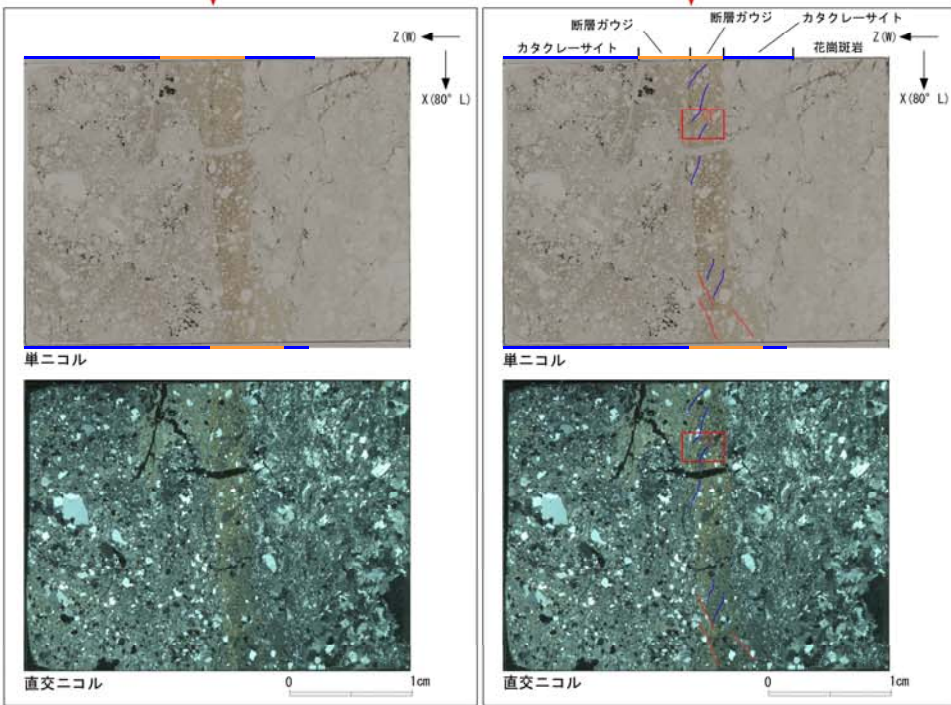 Z(W)
X(80° L)
単ニコル
直交ニコル
0 1cm
断層ガウジ 断層ガウジ カタクレーサイト
カタクレーサイト 花崗斑岩
Z(W)
X(80° L)
単ニコル
直交ニコル
0 1cm